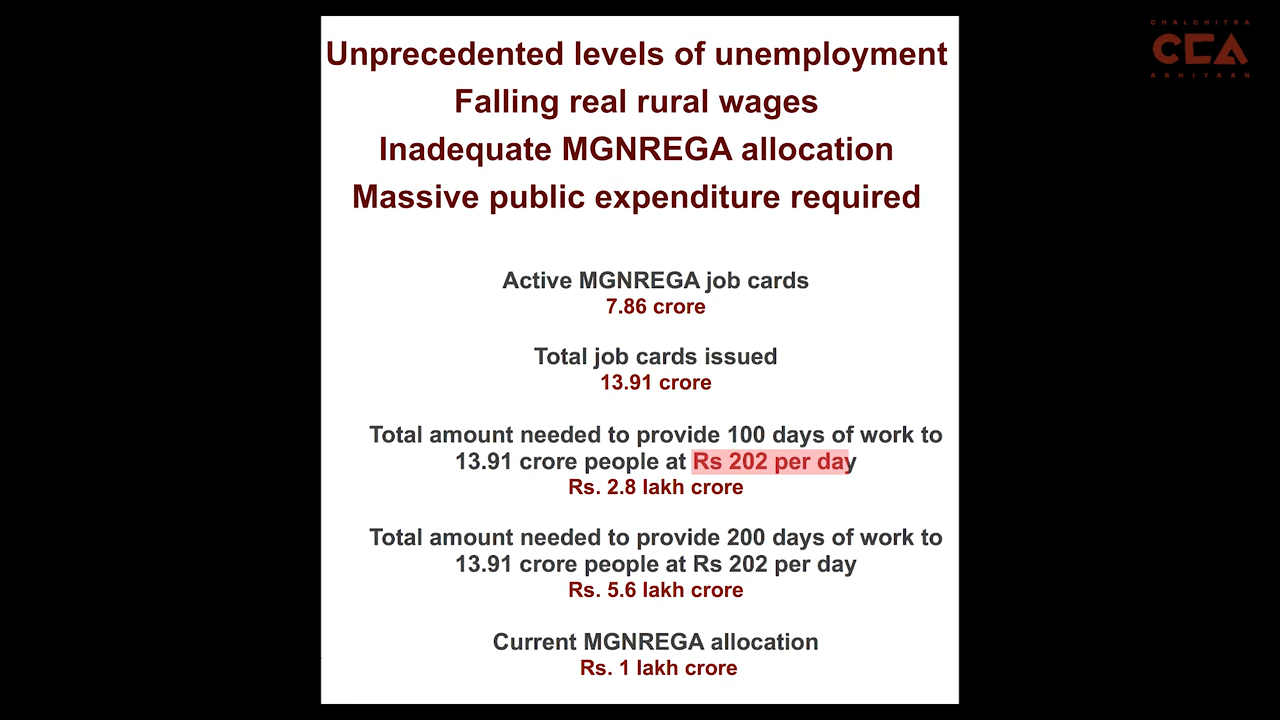 CHALCHITRA
CCA
ABHIYAAN
Unprecedented levels of unemployment
Falling real rural wages
Inadequate MGNREGA allocation
Massive public expenditure required
Active MGNREGA job cards
7.86 crore
Total job cards issued
13.91 crore
Total amount needed to provide 100 days of work to
13.91 crore people at Rs 202 per day
Rs. 2.8 lakh crore
Total amount needed to provide 200 days of work to
13.91 crore people at Rs 202 per day
Rs. 5.6 lakh crore
Current MGNREGA allocation
Rs. 1 lakh crore